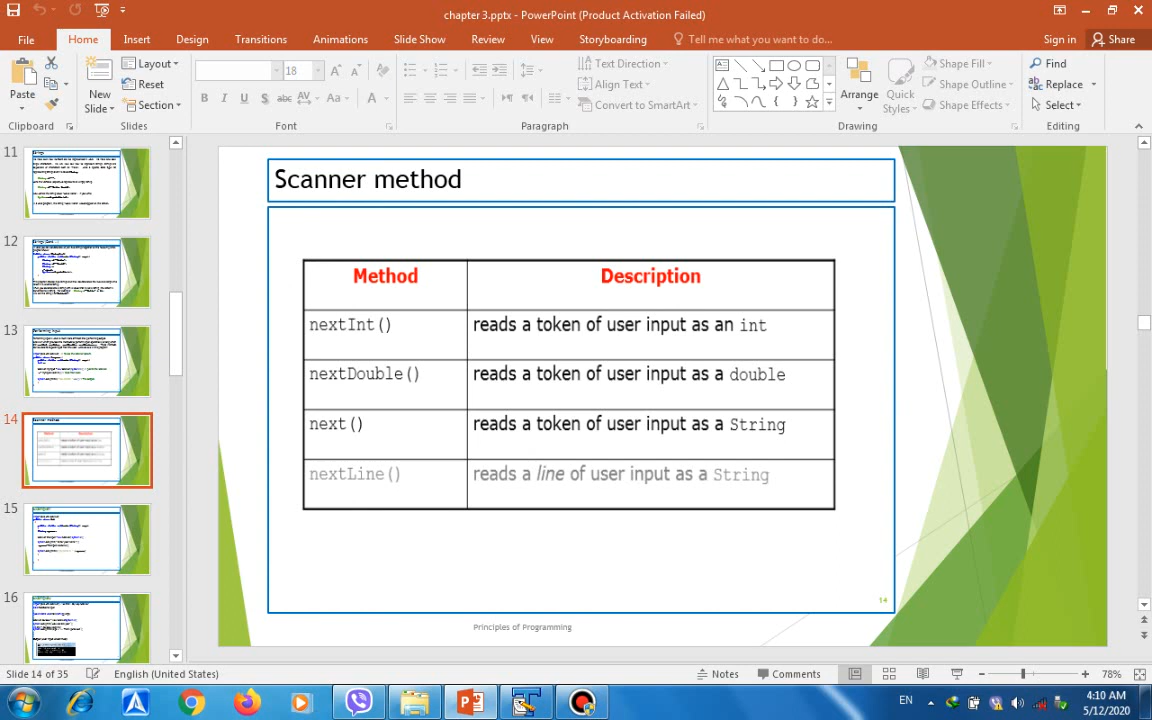 chapter 3.pptx - PowerPoint (Product Activation Failed)
File Home Insert Design Transitions Animations Slide Show Review View Storyboarding Tell me what you want to do... Sign in Share
Paste
Clipboard
New Slide
Layout
Reset
Section
Slides
18
B I U S abc AV Aa A
Font
Text Direction
Align Text
Convert to SmartArt
Paragraph
Arrange
Quick Styles
Shape Fill
Shape Outline
Shape Effects
Drawing
Find
Replace
Select
Editing
11
12
13
14
15
16
Scanner method
Method Description
nextInt() reads a token of user input as an int
nextDouble() reads a token of user input as a double
next() reads a token of user input as a String
nextLine() reads a line of user input as a String
14
Principles of Programming
Slide 14 of 35 English (United States) Notes Comments 78%
EN 4:10 AM
5/12/2020